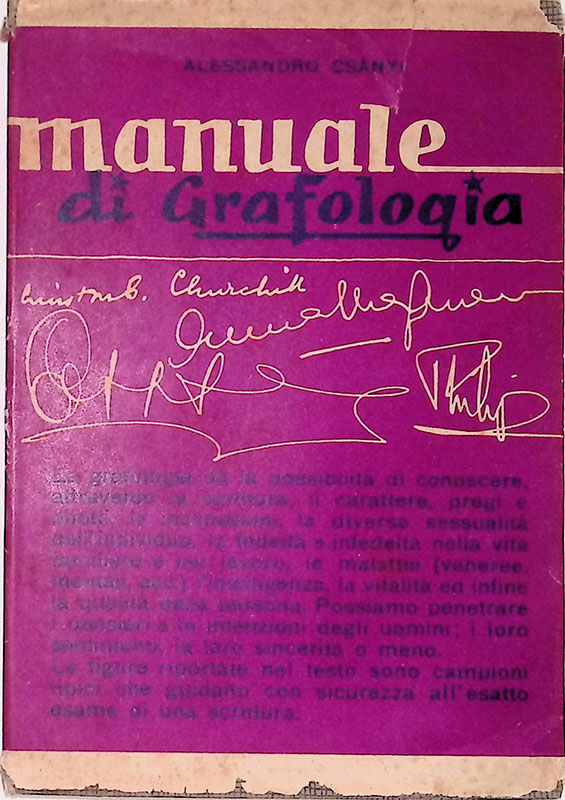 ALESSANDRO CSÁNYI
manuale
di Grafologia
Churchill
Philip
La grafologia dà la possibilità di conoscere,
attraverso la scrittura, il carattere, pregi e
difetti, le inclinazioni, la diversa sessualità
dell'individuo, la fedeltà e infedeltà nella vita
familiare e nel lavoro, le malattie (veneree,
mentali, ecc.) l'intelligenza, la vitalità ed infine
la qualità della persona. Possiamo penetrare
i pensieri e le intenzioni degli uomini; i loro
sentimenti, la loro sincerità o meno.
Le figure riportate nel testo sono campioni
tipici che guidano con sicurezza all'esatto
esame di una scrittura.